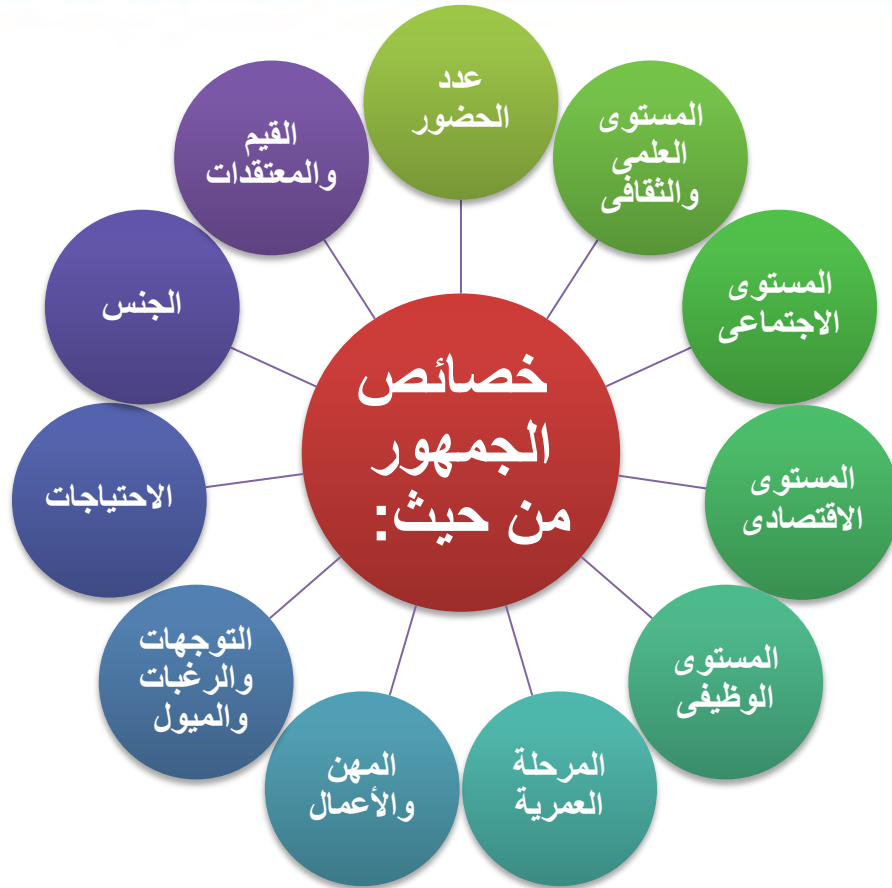 خصائص
الجمهور
من حيث:
عدد
الحضور
المستوى
العلمى
والثقافى
المستوى
الاجتماعى
المستوى
الاقتصادى
المستوى
الوظيفى
المرحلة
العمرية
المهن
والأعمال
التوجهات
والرغبات
والميول
الاحتياجات
الجنس
القيم
والمعتقدات